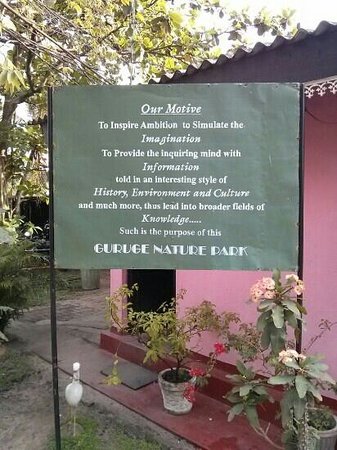 Our Motive
To Inspire Ambition to Simulate the
Imagination
To Provide the inquiring mind with
Information
told in an interesting style of
History, Environment and Culture
and much more, thus lead into broader fields of
Knowledge.....
Such is the purpose of this
GURUGE NATURE PARK